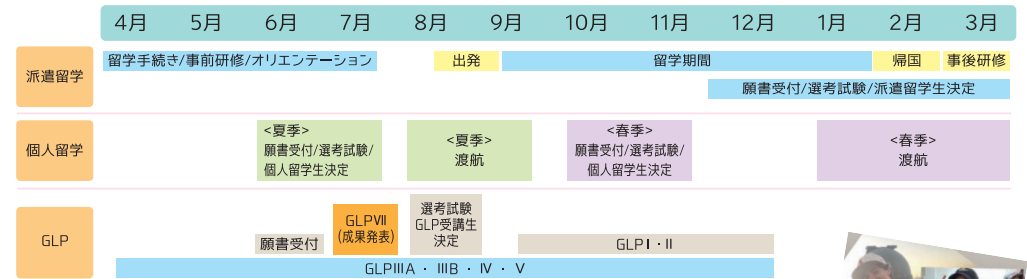 4月 5月 6月 7月 8月 9月 10月 11月 12月 1月 2月 3月
派遣留学
留学手続き/事前研修/オリエンテーション 出発 留学期間 帰国 事後研修
願書受付/選考試験/派遣留学生決定
個人留学
<夏季>
願書受付/選考試験/
個人留学生決定
<夏季>
渡航
<春季>
願書受付/選考試験/
個人留学生決定
<春季>
渡航
GLP
願書受付
GLPⅦ
(成果発表)
選考試験
GLP受講生
決定
GLPⅠ・Ⅱ
GLPⅢA ・ ⅢB ・ Ⅳ ・ Ⅴ